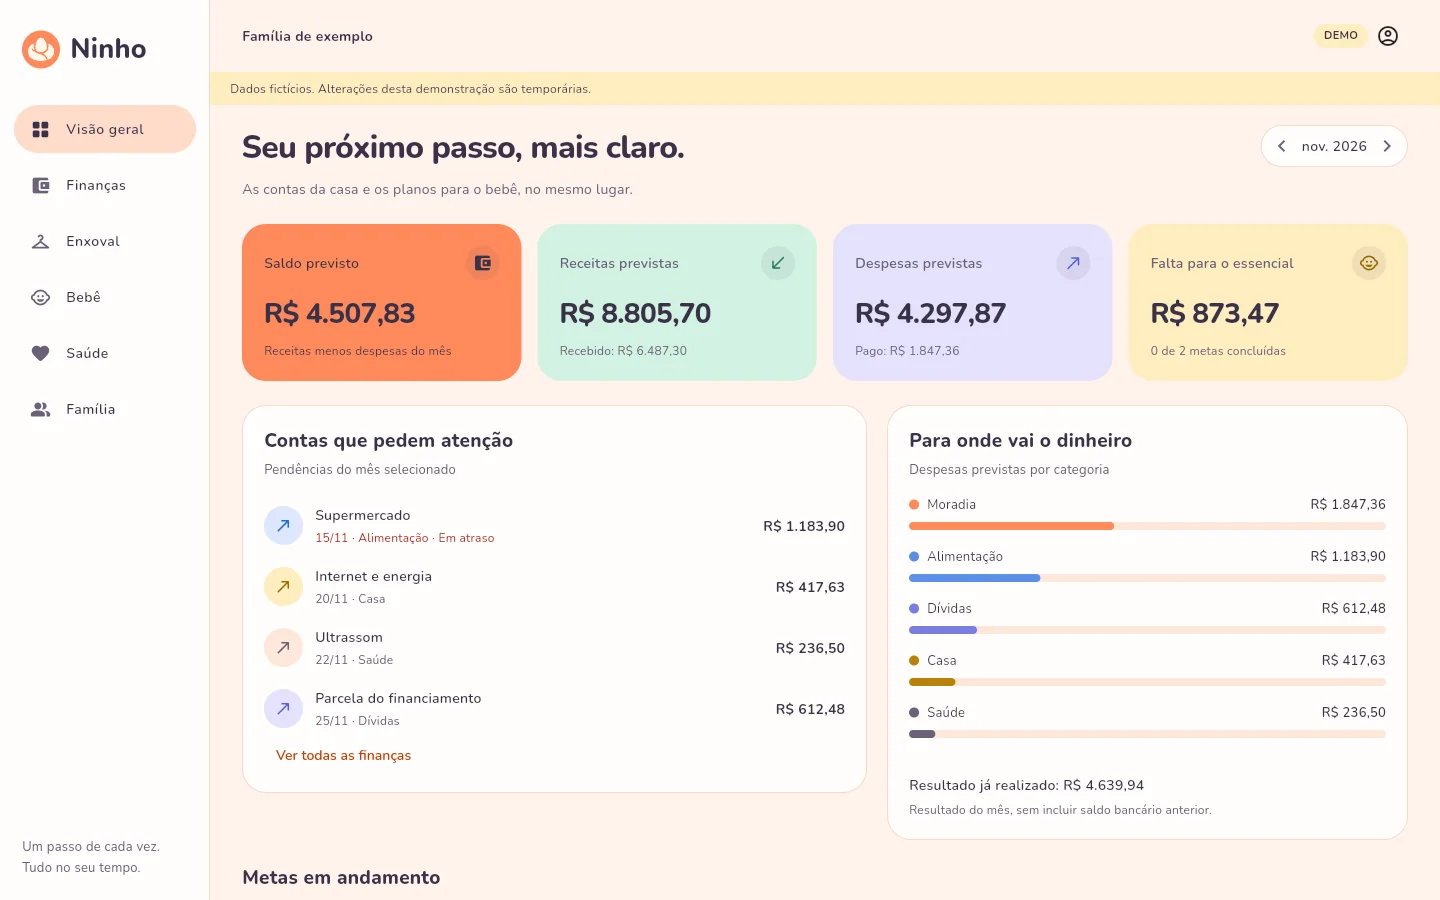 Ninho
Família de exemplo
DEMO
Dados fictícios. Alterações desta demonstração são temporárias.
Visão geral
Finanças
Enxoval
Bebê
Saúde
Família
Um passo de cada vez.
Tudo no seu tempo.
Seu próximo passo, mais claro.
nov. 2026
As contas da casa e os planos para o bebê, no mesmo lugar.
Saldo previsto
R$ 4.507,83
Receitas menos despesas do mês
Receitas previstas
R$ 8.805,70
Recebido: R$ 6.487,30
Despesas previstas
R$ 4.297,87
Pago: R$ 1.847,36
Falta para o essencial
R$ 873,47
0 de 2 metas concluídas
Contas que pedem atenção
Pendências do mês selecionado
Supermercado
15/11 · Alimentação · Em atraso
R$ 1.183,90
Internet e energia
20/11 · Casa
R$ 417,63
Ultrassom
22/11 · Saúde
R$ 236,50
Parcela do financiamento
25/11 · Dívidas
R$ 612,48
Ver todas as finanças
Para onde vai o dinheiro
Despesas previstas por categoria
Moradia R$ 1.847,36
Alimentação R$ 1.183,90
Dívidas R$ 612,48
Casa R$ 417,63
Saúde R$ 236,50
Resultado já realizado: R$ 4.639,94
Resultado do mês, sem incluir saldo bancário anterior.
Metas em andamento